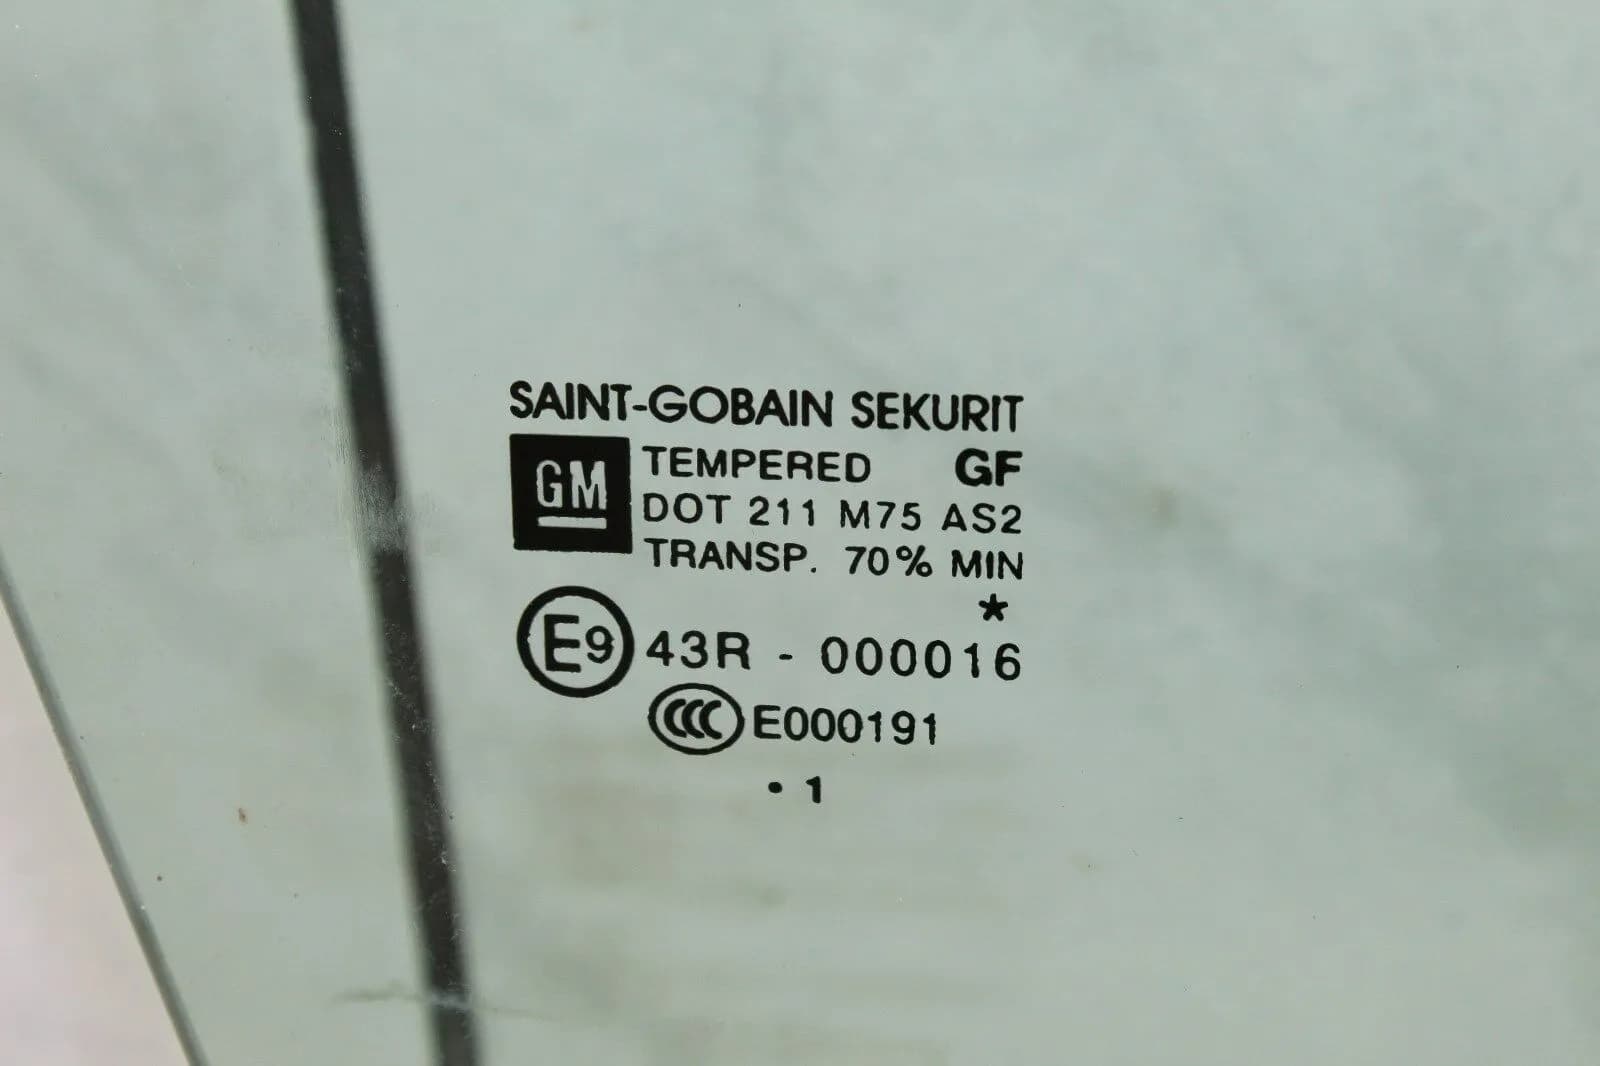 SAINT-GOBAIN SEKURIT
GM TEMPERED GF
DOT 211 M75 AS2
TRANSP. 70% MIN
*
E9 43R - 000016
CCC E000191
• 1